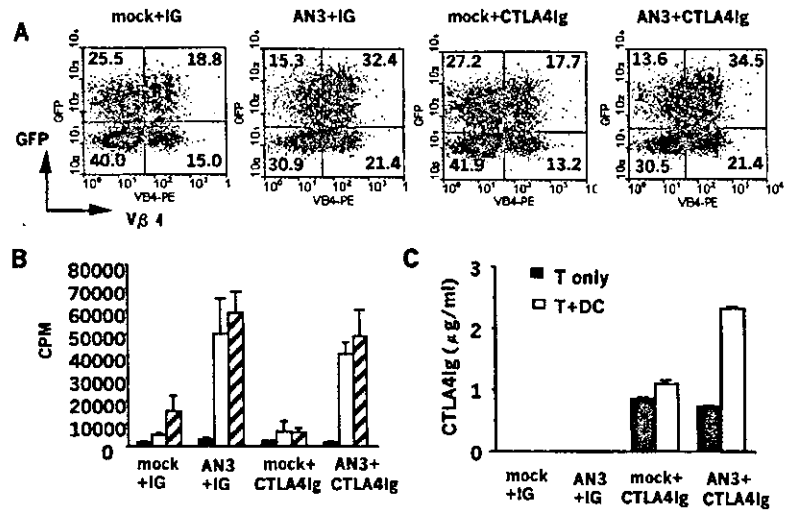 A
mock+IG
AN3+IG
mock+CTLA4Ig
AN3+CTLA4Ig
25.5 18.8
40.0 15.0
15.3 32.4
30.9 21.4
27.2 17.7
41.9 13.2
13.6 34.5
30.5 21.4
GFP
GFP
GFP
GFP
VB4-PE
VB4-PE
VB4-PE
VB4-PE
GFP
Vβ 4
B
80000
70000
60000
50000
40000
30000
20000
10000
0
CPM
mock +IG
AN3 +IG
mock+ CTLA4Ig
AN3+ CTLA4Ig
C
T only
T+DC
3
2
1
0
CTLA4Ig (μg/ml)
mock +IG
AN3 +IG
mock+ CTLA4Ig
AN3+ CTLA4Ig